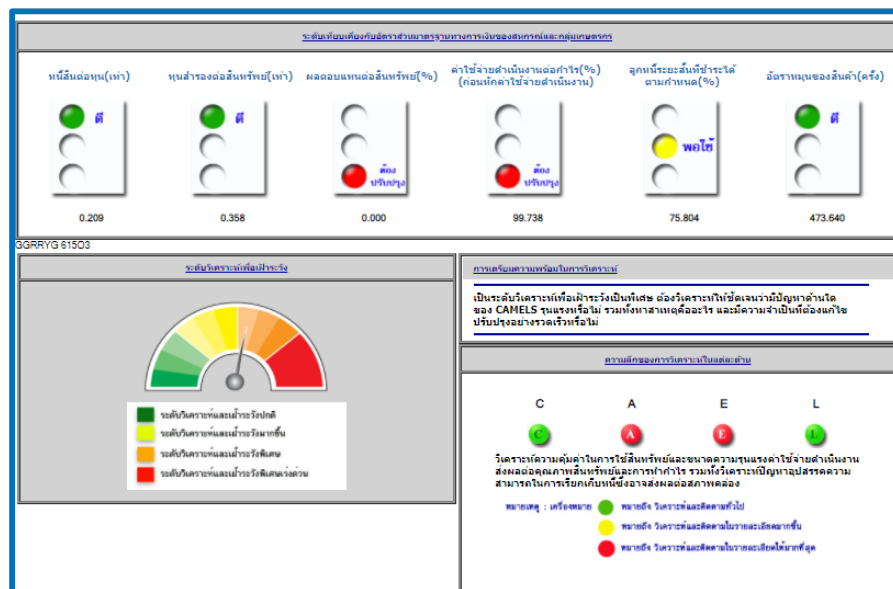 ระดับเทียบเคียงกับอัตราส่วนมาตรฐานทางการเงินของสหกรณ์และกลุ่มเกษตรกร
หนี้สินต่อทุน(เท่า)
ทุนสำรองต่อสินทรัพย์(เท่า)
ผลตอบแทนต่อสินทรัพย์(%)
ค่าใช้จ่ายดำเนินงานต่อกำไร(%)
(ก่อนหักค่าใช้จ่ายดำเนินงาน)
ลูกหนี้ระยะสั้นที่ชำระได้
ตามกำหนด(%)
อัตราหมุนของสินค้า(ครั้ง)
ดี
ดี
ต้อง
ปรับปรุง
ต้อง
ปรับปรุง
พอใช้
ดี
0.209
0.358
0.000
99.738
75.804
473.640
GGRRYG 615O3
ระดับวิเคราะห์เพื่อเฝ้าระวัง
ระดับวิเคราะห์และเฝ้าระวังปกติ
ระดับวิเคราะห์และเฝ้าระวังมากขึ้น
ระดับวิเคราะห์และเฝ้าระวังพิเศษ
ระดับวิเคราะห์และเฝ้าระวังพิเศษเร่งด่วน
การเตรียมความพร้อมในการวิเคราะห์
เป็นระดับวิเคราะห์เพื่อเฝ้าระวังเป็นพิเศษ ต้องวิเคราะห์ให้ชัดเจนว่ามีปัญหาด้านใด
ของ CAMELS รุนแรงหรือไม่ รวมทั้งหาสาเหตุคืออะไร และมีความจำเป็นที่ต้องแก้ไข
ปรับปรุงอย่างรวดเร็วหรือไม่
ความลึกของการวิเคราะห์ในแต่ละด้าน
C A E L
C A E L
วิเคราะห์ความคุ้มค่าในการใช้สินทรัพย์และขนาดความรุนแรงค่าใช้จ่ายดำเนินงาน
ส่งผลต่อคุณภาพสินทรัพย์และการทำกำไร รวมทั้งวิเคราะห์ปัญหาอุปสรรคความ
สามารถในการเรียกเก็บหนี้ซึ่งอาจส่งผลต่อสภาพคล่อง
หมายเหตุ : เครื่องหมาย หมายถึง วิเคราะห์และติดตามทั่วไป
หมายถึง วิเคราะห์และติดตามในรายละเอียดมากขึ้น
หมายถึง วิเคราะห์และติดตามในรายละเอียดให้มากที่สุด